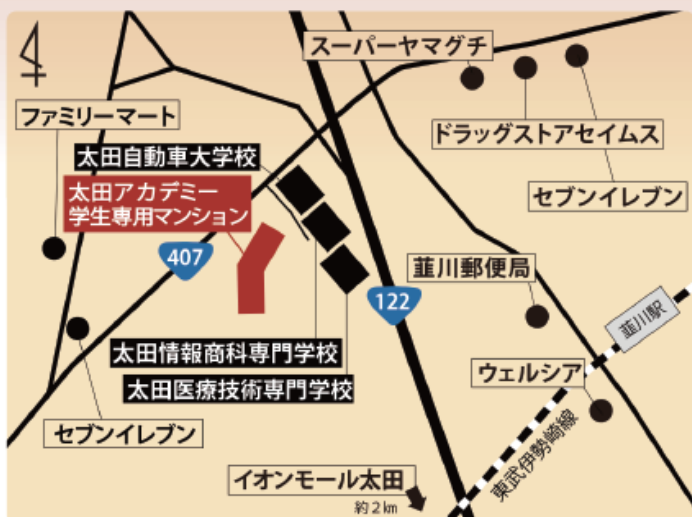 スーパーヤマグチ
ファミリーマート
ドラッグストアセイムス
太田自動車大学校
太田アカデミー
学生専用マンション
セブンイレブン
407
韮川郵便局
122
韮川駅
太田情報商科専門学校
ウェルシア
太田医療技術専門学校
セブンイレブン
東武伊勢崎線
イオンモール太田
約2km